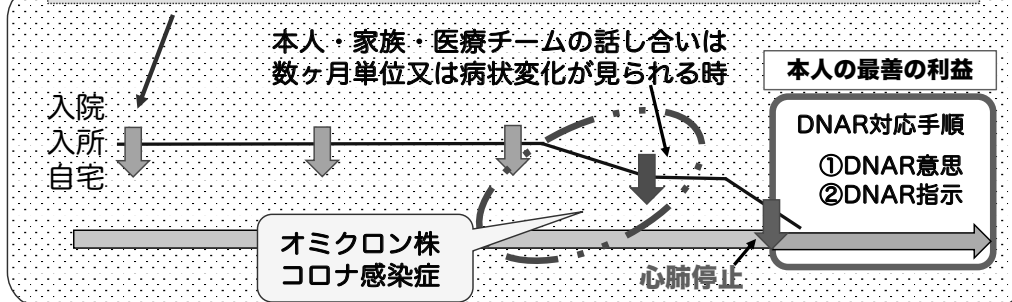 本人・家族・医療チームの話し合いは
数ヶ月単位又は病状変化が見られる時
本人の最善の利益
入院
入所
自宅
DNAR対応手順
①DNAR意思
②DNAR指示
オミクロン株
コロナ感染症
心肺停止